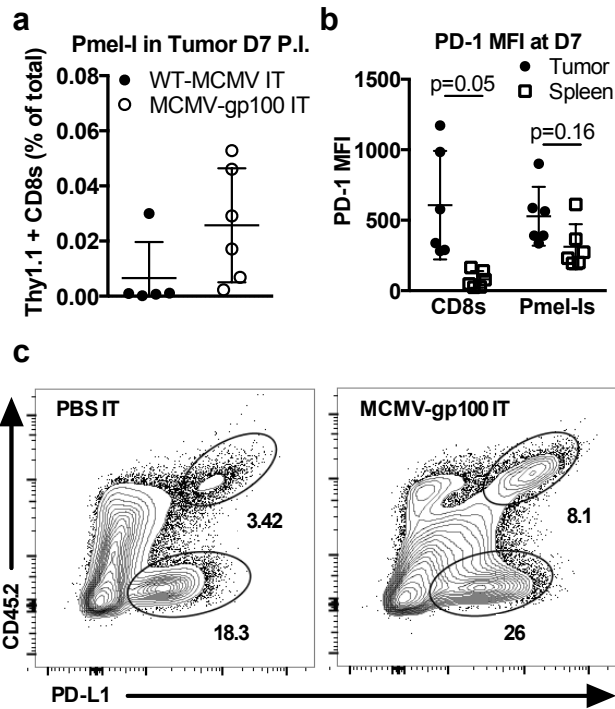 a
Pmel-I in Tumor D7 P.I.
WT-MCMV IT
MCMV-gp100 IT
Thy1.1 + CD8s (% of total)
0.08
0.06
0.04
0.02
0.00
b
PD-1 MFI at D7
Tumor
Spleen
p=0.05
p=0.16
PD-1 MFI
1500
1000
500
0
CD8s
Pmel-Is
c
PBS IT
3.42
18.3
MCMV-gp100 IT
8.1
26
CD45.2
PD-L1